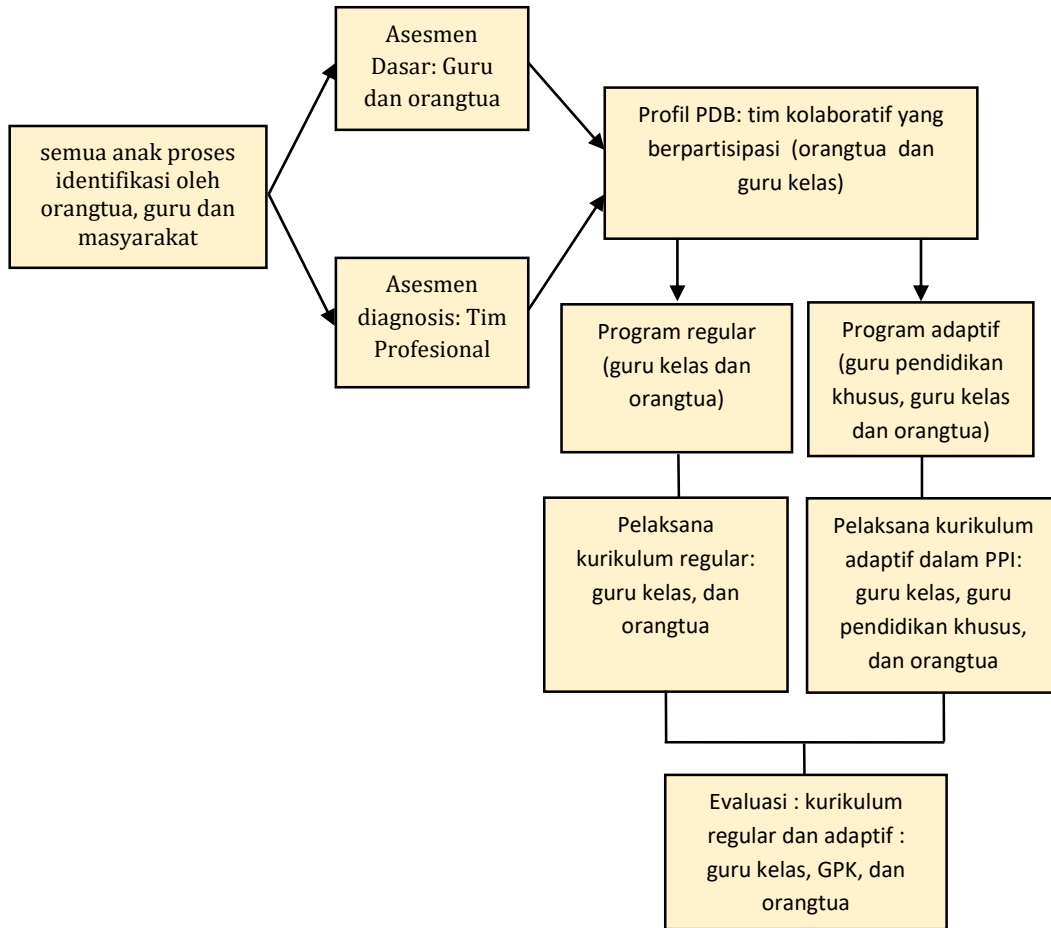 semua anak proses
identifikasi oleh
orangtua, guru dan
masyarakat
Asesmen
Dasar: Guru
dan orangtua
Asesmen
diagnosis: Tim
Profesional
Profil PDB: tim kolaboratif yang
berpartisipasi (orangtua dan
guru kelas)
Program regular
(guru kelas dan
orangtua)
Program adaptif
(guru pendidikan
khusus, guru kelas
dan orangtua)
Pelaksana
kurikulum regular:
guru kelas, dan
orangtua
Pelaksana kurikulum
adaptif dalam PPI:
guru kelas, guru
pendidikan khusus,
dan orangtua
Evaluasi : kurikulum
regular dan adaptif :
guru kelas, GPK, dan
orangtua